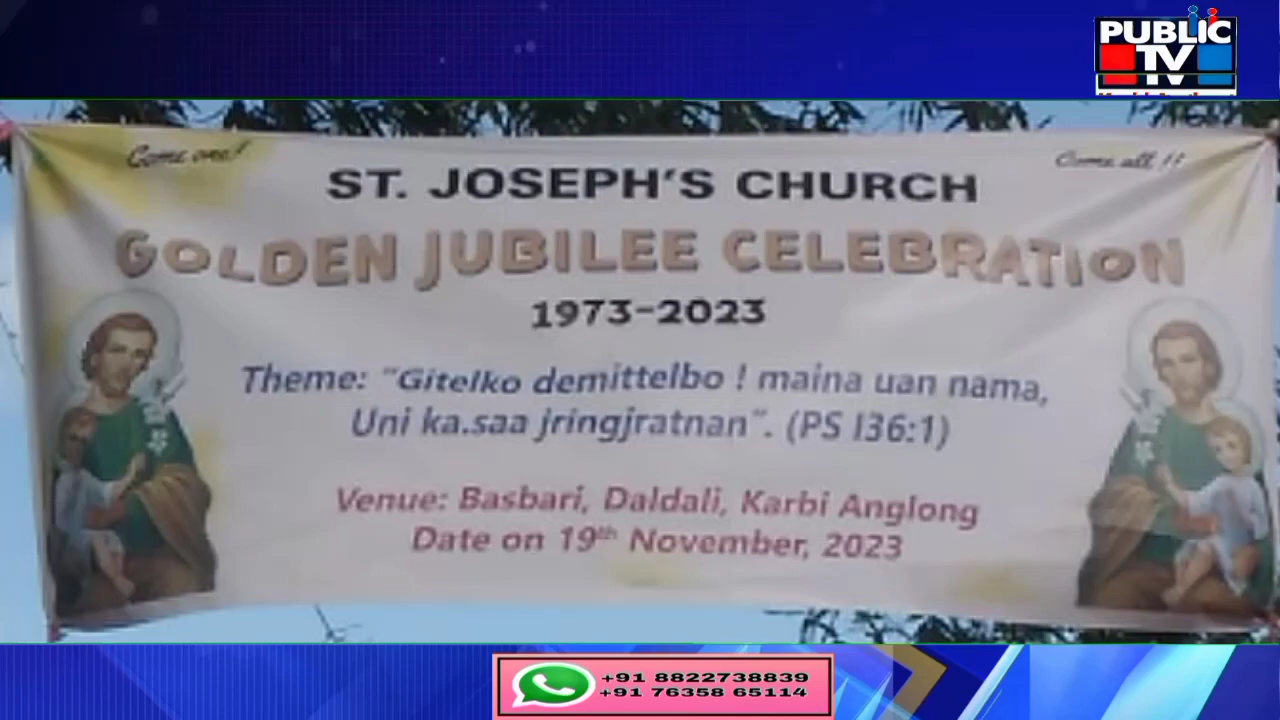 PUBLIC
TV
Come one!
Come all !!
ST. JOSEPH'S CHURCH
GOLDEN JUBILEE CELEBRATION
1973-2023
Theme: "Gitelko demittelbo ! maina uan nama,
Uni ka.saa jringjratnan". (PS I36:1)
Venue: Basbari, Daldali, Karbi Anglong
Date on 19th November, 2023
+91 8822738839
+91 76358 65114